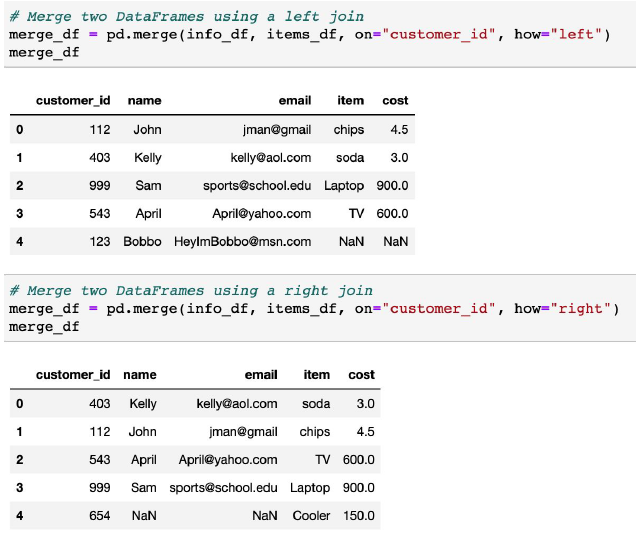 # Merge two DataFrames using a left join
merge_df = pd.merge(info_df, items_df, on="customer_id", how="left")
merge_df
customer_id name email item cost
0 112 John jman@gmail chips 4.5
1 403 Kelly kelly@aol.com soda 3.0
2 999 Sam sports@school.edu Laptop 900.0
3 543 April April@yahoo.com TV 600.0
4 123 Bobbo HeyImBobbo@msn.com NaN NaN
# Merge two DataFrames using a right join
merge_df = pd.merge(info_df, items_df, on="customer_id", how="right")
merge_df
customer_id name email item cost
0 403 Kelly kelly@aol.com soda 3.0
1 112 John jman@gmail chips 4.5
2 543 April April@yahoo.com TV 600.0
3 999 Sam sports@school.edu Laptop 900.0
4 654 NaN NaN Cooler 150.0